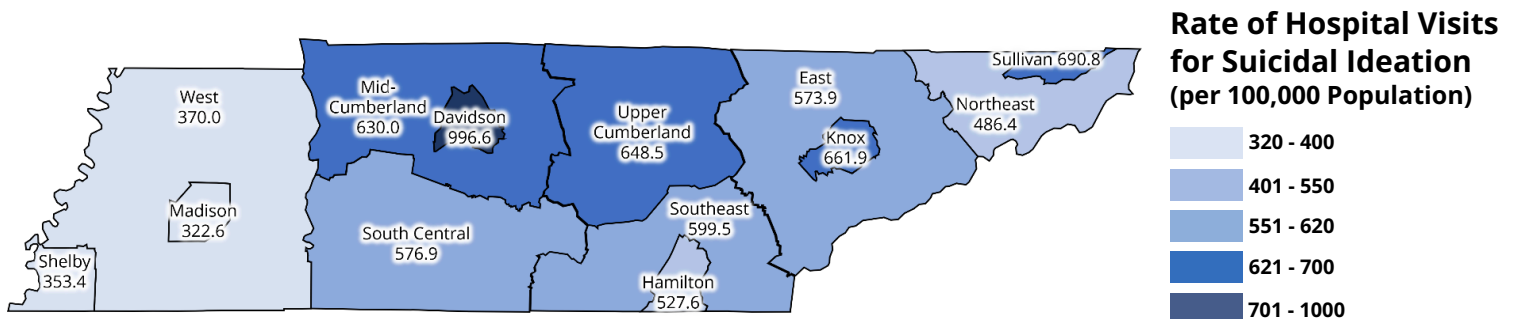 Rate of Hospital Visits
for Suicidal Ideation
(per 100,000 Population)
320 - 400
401 - 550
551 - 620
621 - 700
701 - 1000
West
370.0
Madison
322.6
Shelby
353.4
Mid-
Cumberland
630.0
Davidson
996.6
South Central
576.9
Upper
Cumberland
648.5
Southeast
599.5
Hamilton
527.6
East
573.9
Knox
661.9
Sullivan 690.8
Northeast
486.4